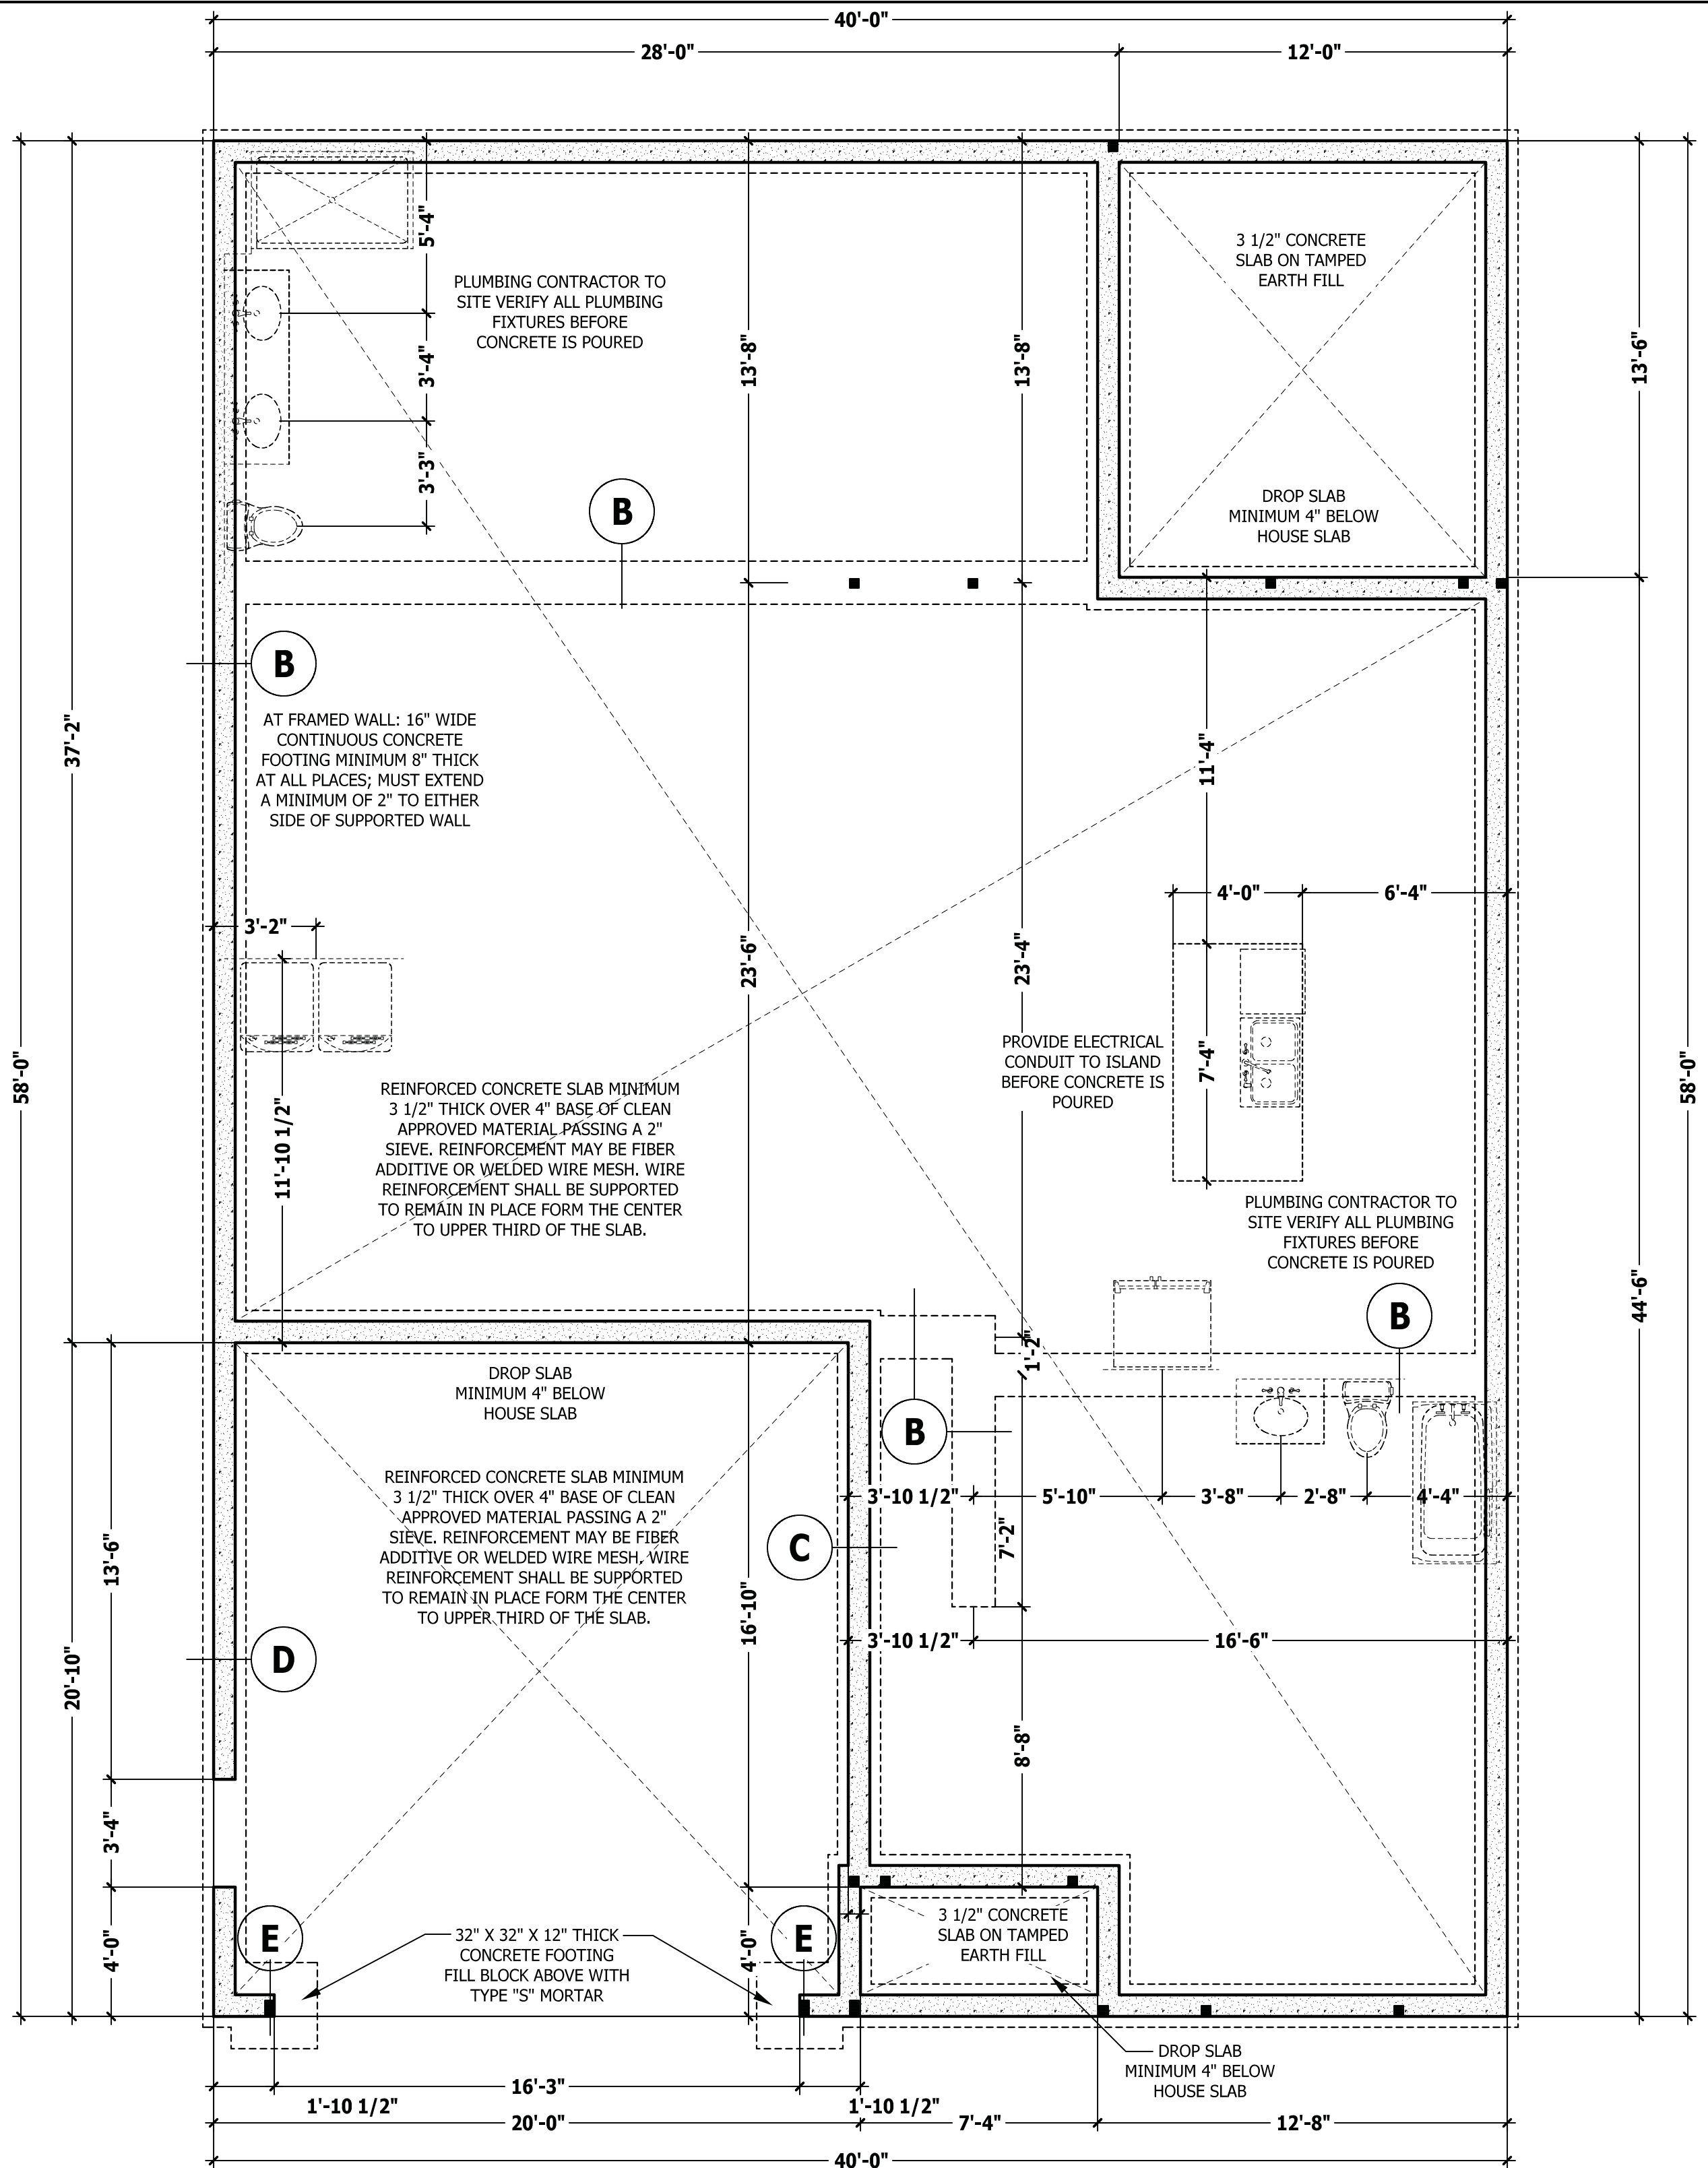 40'-0"
28'-0"
12'-0"
5'-4"
3'-4"
3'-3"
PLUMBING CONTRACTOR TO
SITE VERIFY ALL PLUMBING
FIXTURES BEFORE
CONCRETE IS POURED
13'-8"
13'-8"
3 1/2" CONCRETE
SLAB ON TAMPED
EARTH FILL
DROP SLAB
MINIMUM 4" BELOW
HOUSE SLAB
13'-6"
B
B
AT FRAMED WALL: 16" WIDE
CONTINUOUS CONCRETE
FOOTING MINIMUM 8" THICK
AT ALL PLACES; MUST EXTEND
A MINIMUM OF 2" TO EITHER
SIDE OF SUPPORTED WALL
37'-2"
58'-0"
11'-4"
4'-0"
6'-4"
3'-2"
23'-6"
23'-4"
7'-4"
PROVIDE ELECTRICAL
CONDUIT TO ISLAND
BEFORE CONCRETE IS
POURED
58'-0"
11'-10 1/2"
REINFORCED CONCRETE SLAB MINIMUM
3 1/2" THICK OVER 4" BASE OF CLEAN
APPROVED MATERIAL PASSING A 2"
SIEVE. REINFORCEMENT MAY BE FIBER
ADDITIVE OR WELDED WIRE MESH. WIRE
REINFORCEMENT SHALL BE SUPPORTED
TO REMAIN IN PLACE FORM THE CENTER
TO UPPER THIRD OF THE SLAB.
PLUMBING CONTRACTOR TO
SITE VERIFY ALL PLUMBING
FIXTURES BEFORE
CONCRETE IS POURED
44'-6"
B
1'-2"
DROP SLAB
MINIMUM 4" BELOW
HOUSE SLAB
B
REINFORCED CONCRETE SLAB MINIMUM
3 1/2" THICK OVER 4" BASE OF CLEAN
APPROVED MATERIAL PASSING A 2"
SIEVE. REINFORCEMENT MAY BE FIBER
ADDITIVE OR WELDED WIRE MESH. WIRE
REINFORCEMENT SHALL BE SUPPORTED
TO REMAIN IN PLACE FORM THE CENTER
TO UPPER THIRD OF THE SLAB.
3'-10 1/2"
5'-10"
3'-8"
2'-8"
4'-4"
C
7'-2"
13'-6"
16'-10"
3'-10 1/2"
16'-6"
D
20'-10"
8'-8"
3'-4"
4'-0"
E
32" X 32" X 12" THICK
CONCRETE FOOTING
FILL BLOCK ABOVE WITH
TYPE "S" MORTAR
4'-0"
E
3 1/2" CONCRETE
SLAB ON TAMPED
EARTH FILL
DROP SLAB
MINIMUM 4" BELOW
HOUSE SLAB
16'-3"
1'-10 1/2"
1'-10 1/2"
20'-0"
7'-4"
12'-8"
40'-0"